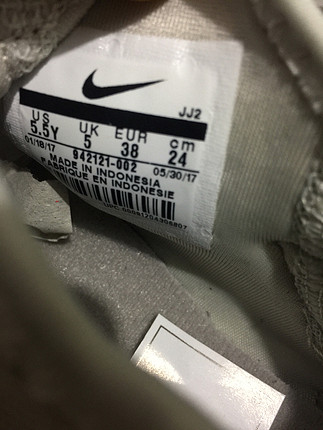 JJ2
US UK EUR cm
5.5Y 5 38 24
01/18/17 942121-002 05/30/17
MADE IN INDONESIA
FABRIQUE EN INDONESIE